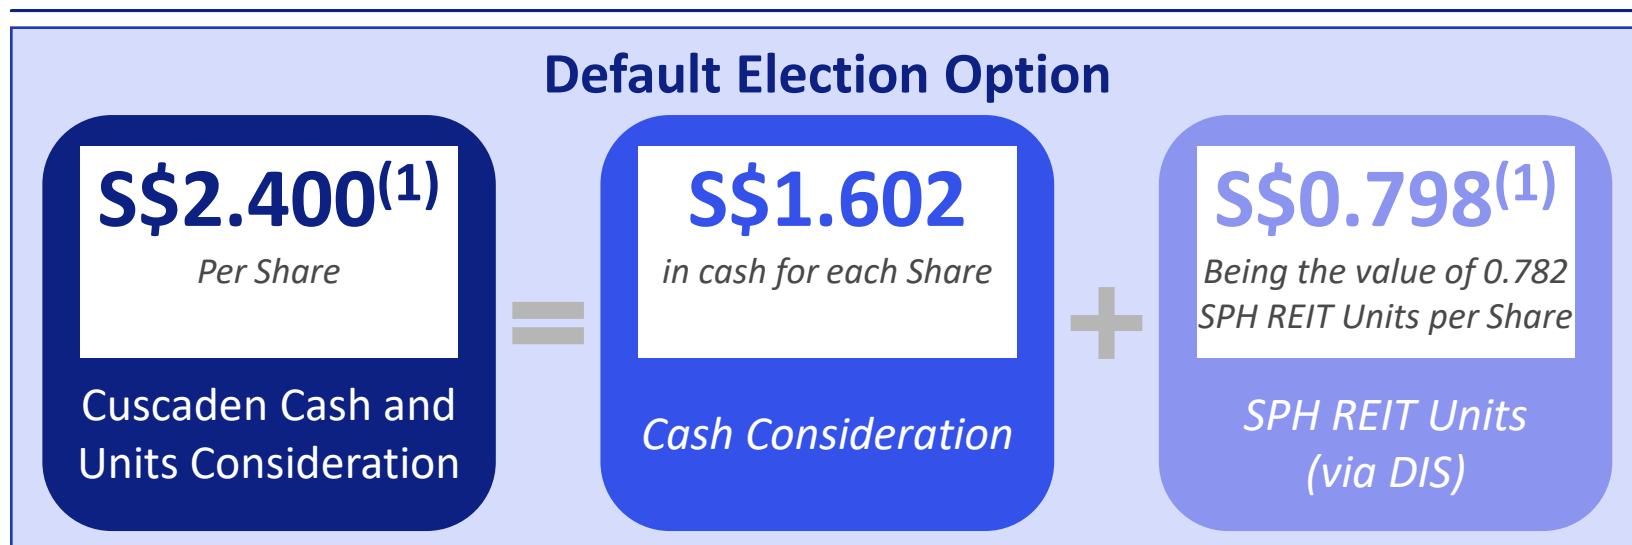 Default Election Option
S$2.400(1)
Per Share
Cuscaden Cash and
Units Consideration
=
S$1.602
in cash for each Share
Cash Consideration
+
S$0.798(1)
Being the value of 0.782
SPH REIT Units per Share
SPH REIT Units
(via DIS)